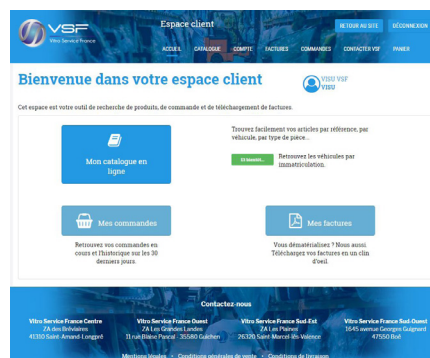 VSF
Vitro Service France
Espace client
RETOUR AU SITE
DÉCONNEXION
ACCUEIL CATALOGUE COMPTE FACTURES COMMANDES CONTACTER VSF PANIER
Bienvenue dans votre espace client
VISU VSF
VISU
Cet espace est votre outil de recherche de produits, de commande et de téléchargement de factures.
Mon catalogue en
ligne
Trouvez facilement vos articles par référence, par
véhicule, par type de pièce...
Retrouvez les véhicules par
immatriculation.
Mes commandes
Mes factures
Retrouvez vos commandes en
cours et l'historique sur les 30
derniers jours.
Vous dématérialisez ? Nous aussi.
Téléchargez vos factures en un clin
d'oeil.
Contactez-nous
Vitro Service France Centre
ZA des Bréviaires
41310 Saint-Amand-Longpré
Vitro Service France Ouest
ZA Les Grandes Landes
11 rue Blaise Pascal - 35580 Guichen
Vitro Service France Sud-Est
ZA Les Plaines
26320 Saint-Marcel-lès-Valence
Vitro Service France Sud-Ouest
1645 avenue Georges Guignard
47550 Boé
Mentions légales • Conditions générales de vente • Conditions de livraison